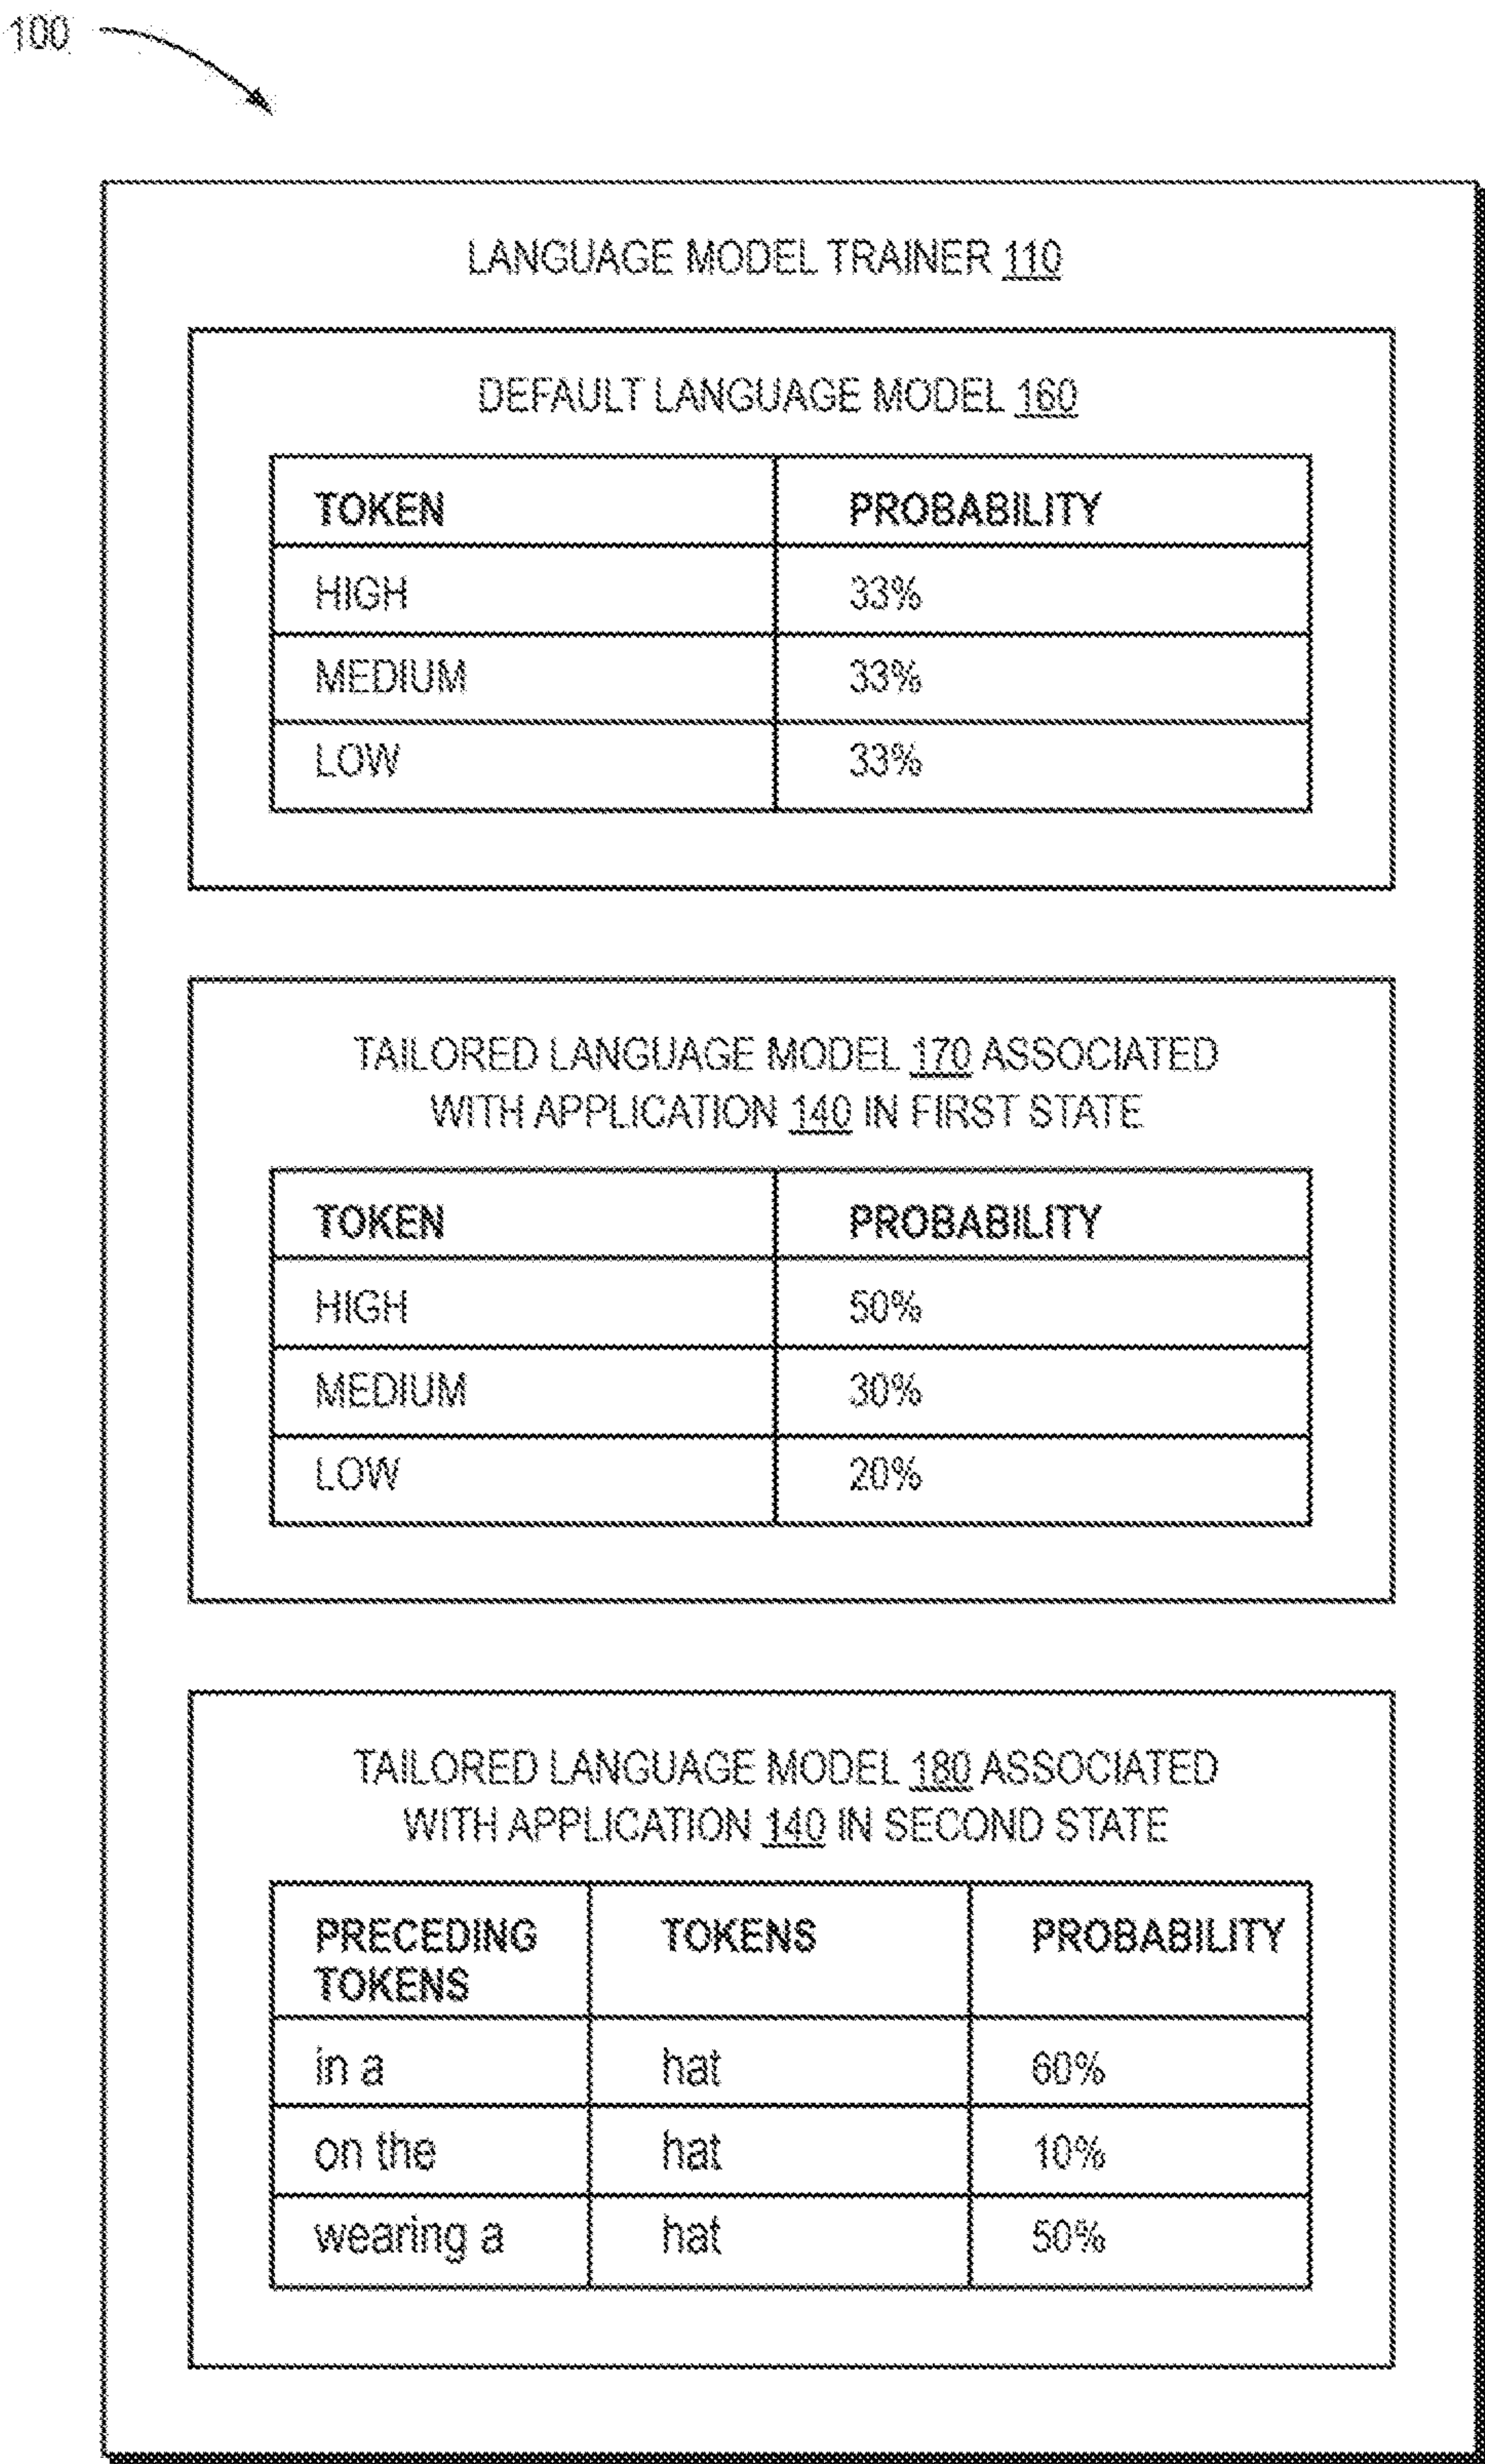 100
LANGUAGE MODEL TRAINER 110
DEFAULT LANGUAGE MODEL 160
TOKEN PROBABILITY
HIGH 33%
MEDIUM 33%
LOW 33%
TAILORED LANGUAGE MODEL 170 ASSOCIATED
WITH APPLICATION 140 IN FIRST STATE
TOKEN PROBABILITY
HIGH 50%
MEDIUM 30%
LOW 20%
TAILORED LANGUAGE MODEL 180 ASSOCIATED
WITH APPLICATION 140 IN SECOND STATE
PRECEDING TOKENS PROBABILITY
TOKENS
in a hat 60%
on the hat 10%
wearing a hat 50%